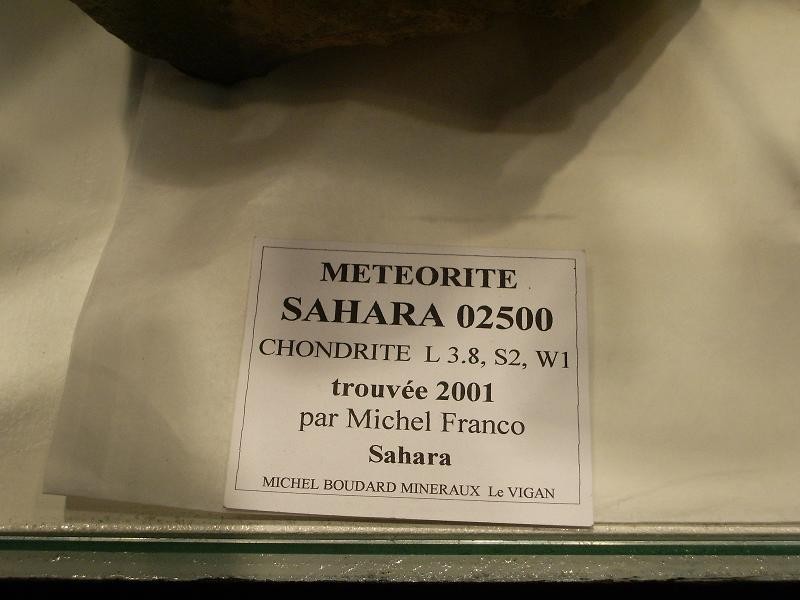 METEORITE
SAHARA 02500
CHONDRITE L 3.8, S2, W1
trouvée 2001
par Michel Franco
Sahara
MICHEL BOUDARD MINERAUX Le VIGAN